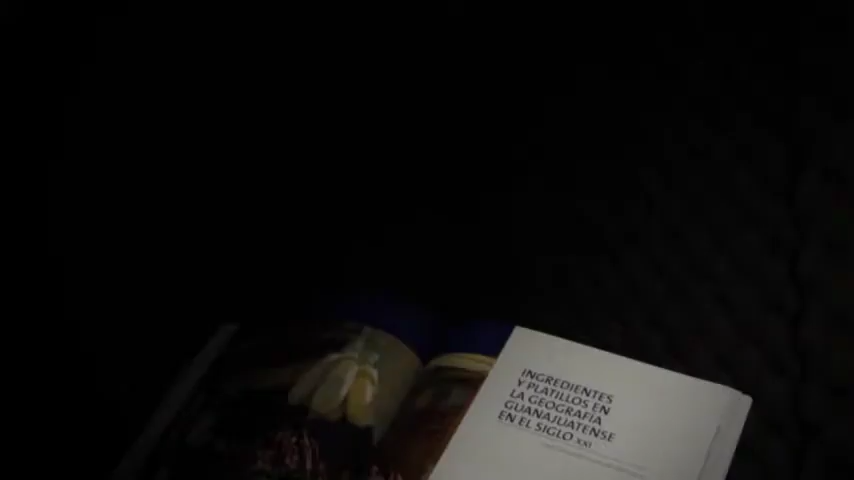 INGREDIENTES
Y PLATILLOS EN
LA GEOGRAFÍA
GUANAJUATENSE
EN EL SIGLO XXI